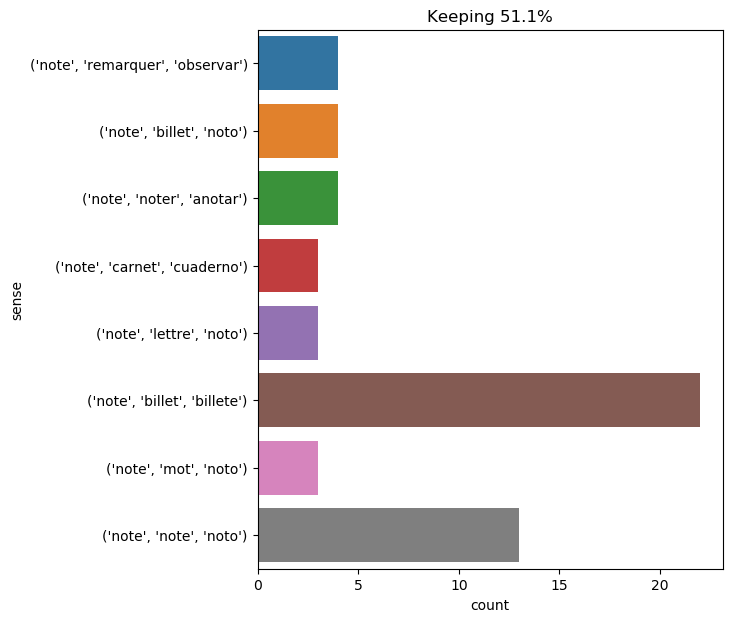 Keeping 51.1%
('note', 'remarquer', 'observar')
('note', 'billet', 'noto')
('note', 'noter', 'anotar')
('note', 'carnet', 'cuaderno')
('note', 'lettre', 'noto')
('note', 'billet', 'billete')
('note', 'mot', 'noto')
('note', 'note', 'noto')
sense
0 5 10 15 20
count